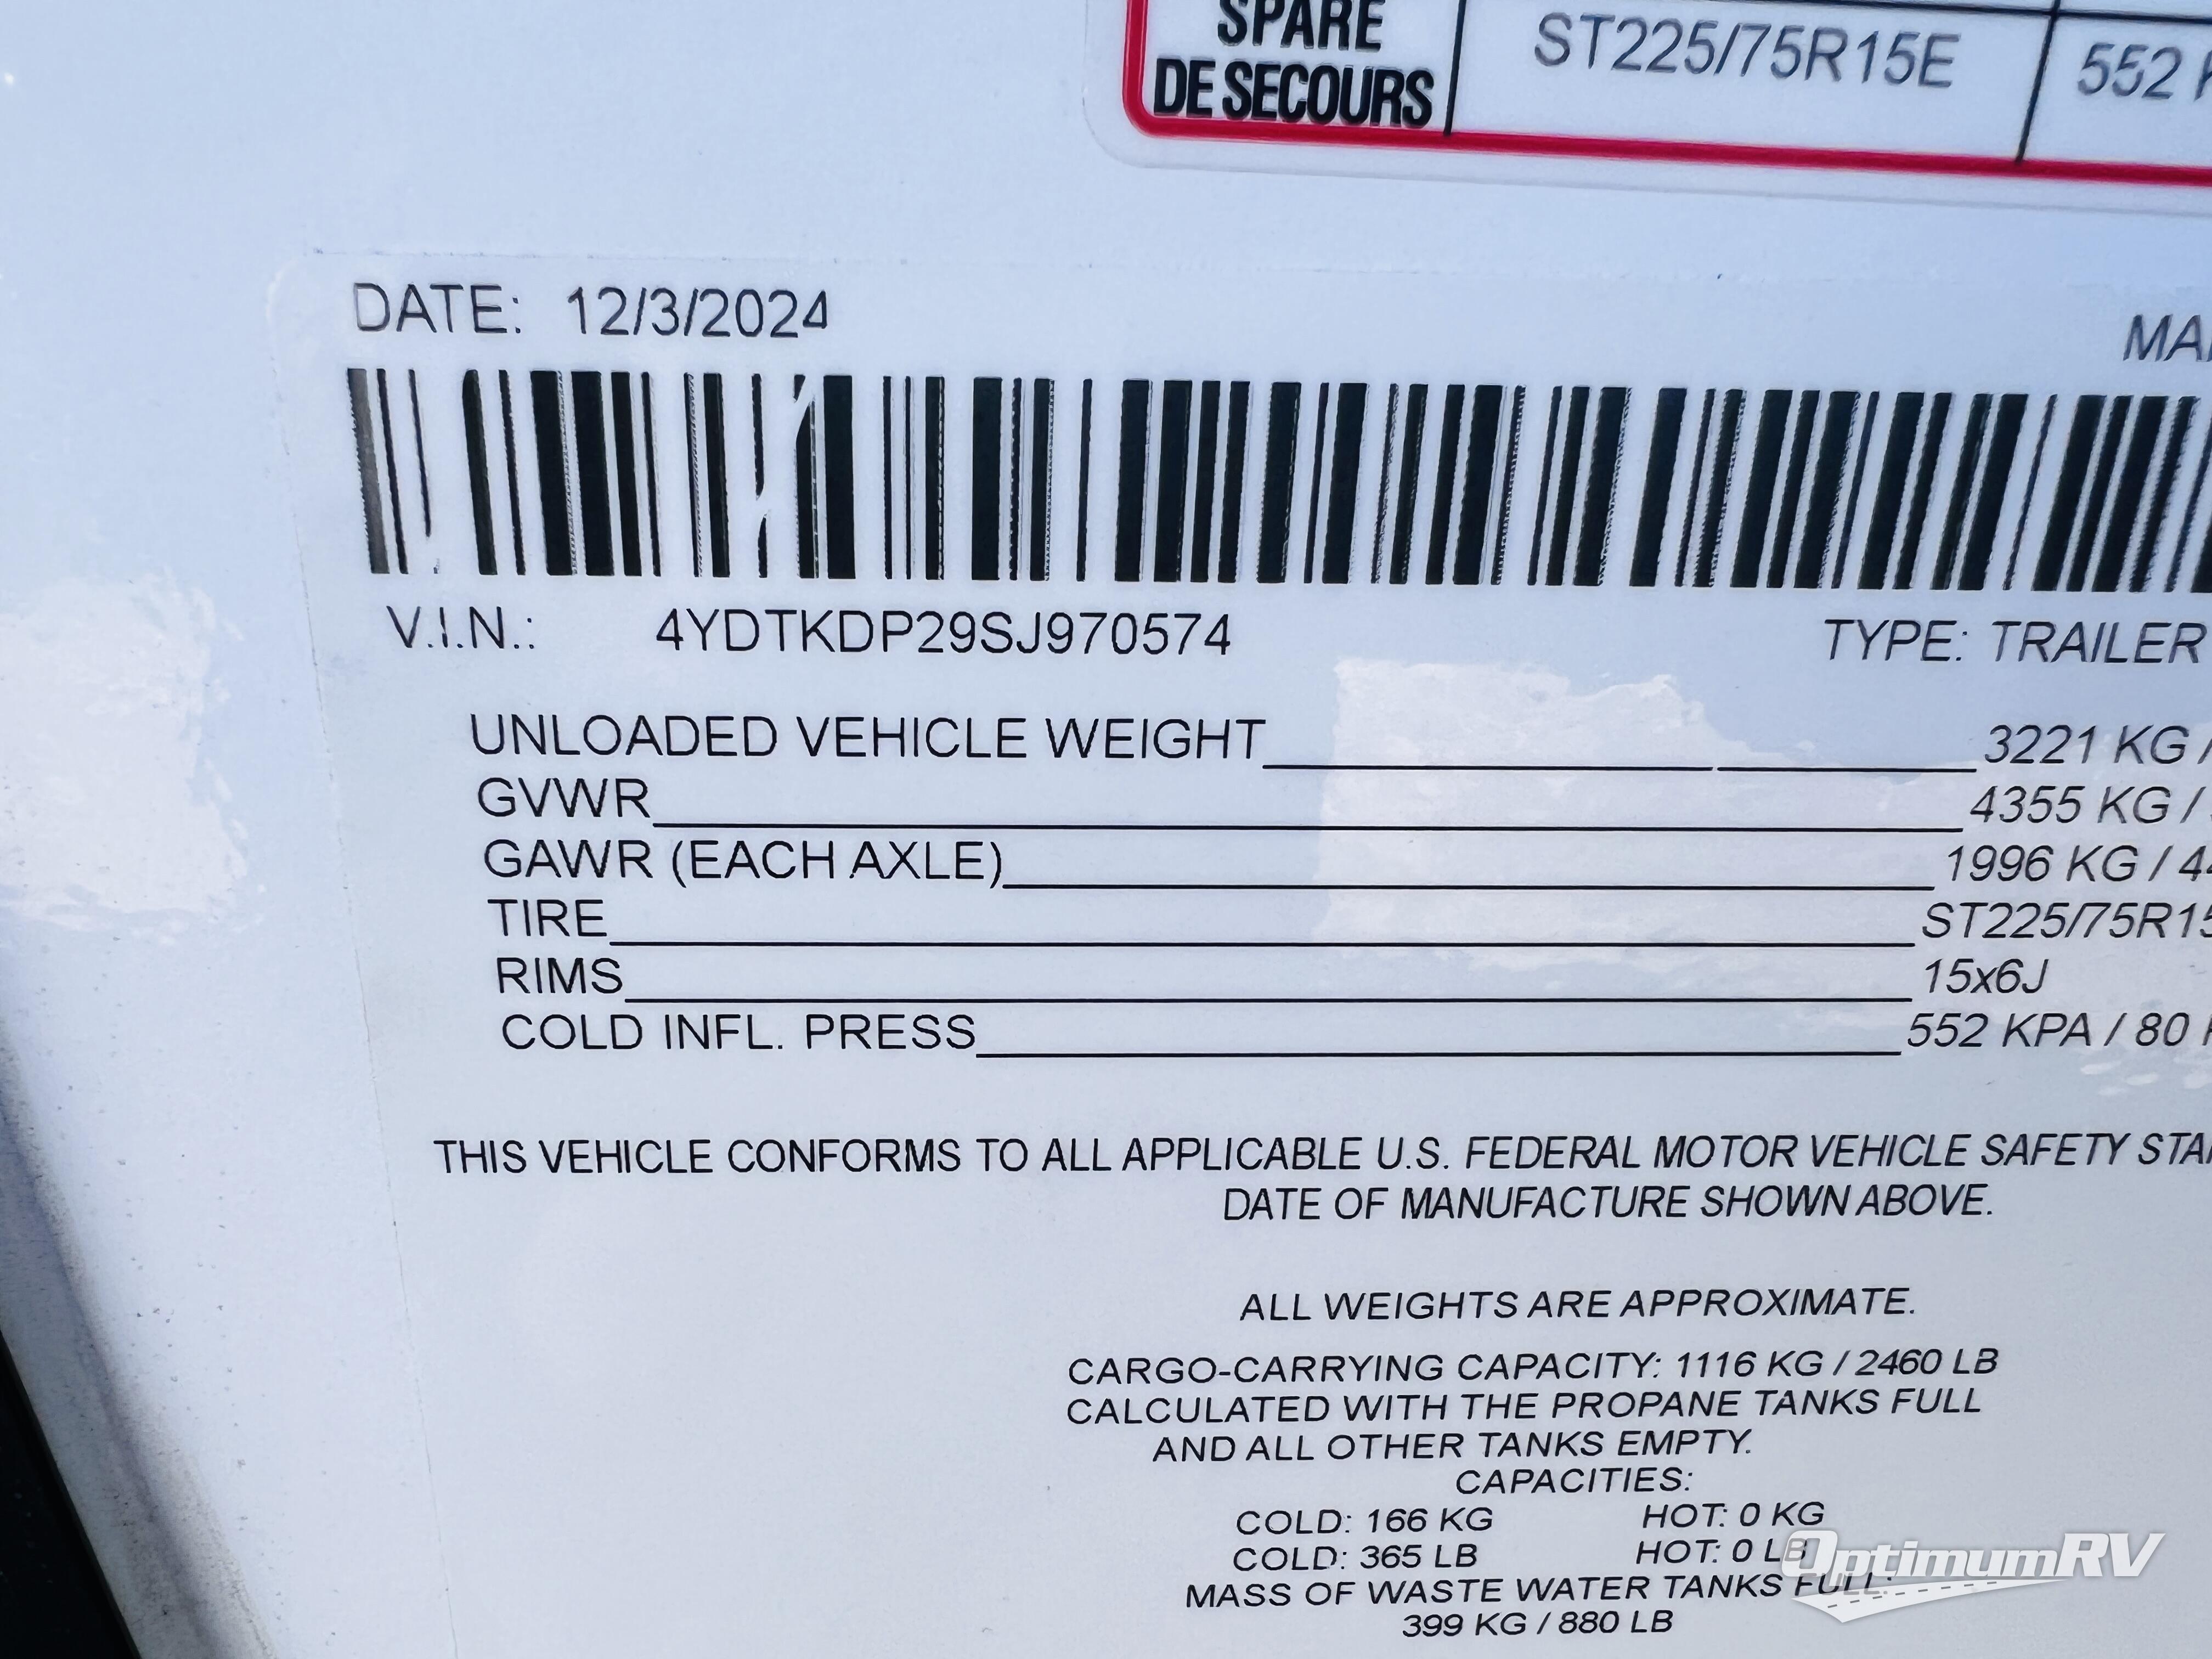 SPARE
DE SECOURS
ST225/75R15E
552
DATE: 12/3/2024
V.I.N.: 4YDTKDP29SJ970574
TYPE: TRAILER
UNLOADED VEHICLE WEIGHT 3221 KG /
GVWR 4355 KG /
GAWR (EACH AXLE) 1996 KG / 44
TIRE ST225/75R15
RIMS 15x6J
COLD INFL. PRESS 552 KPA / 80
THIS VEHICLE CONFORMS TO ALL APPLICABLE U.S. FEDERAL MOTOR VEHICLE SAFETY
DATE OF MANUFACTURE SHOWN ABOVE.
ALL WEIGHTS ARE APPROXIMATE.
CARGO-CARRYING CAPACITY: 1116 KG / 2460 LB
CALCULATED WITH THE PROPANE TANKS FULL
AND ALL OTHER TANKS EMPTY.
CAPACITIES:
COLD: 166 KG HOT: 0 KG
COLD: 365 LB HOT: 0 LB
MASS OF WASTE WATER TANKS FULL:
399 KG / 880 LB
OptimumRV